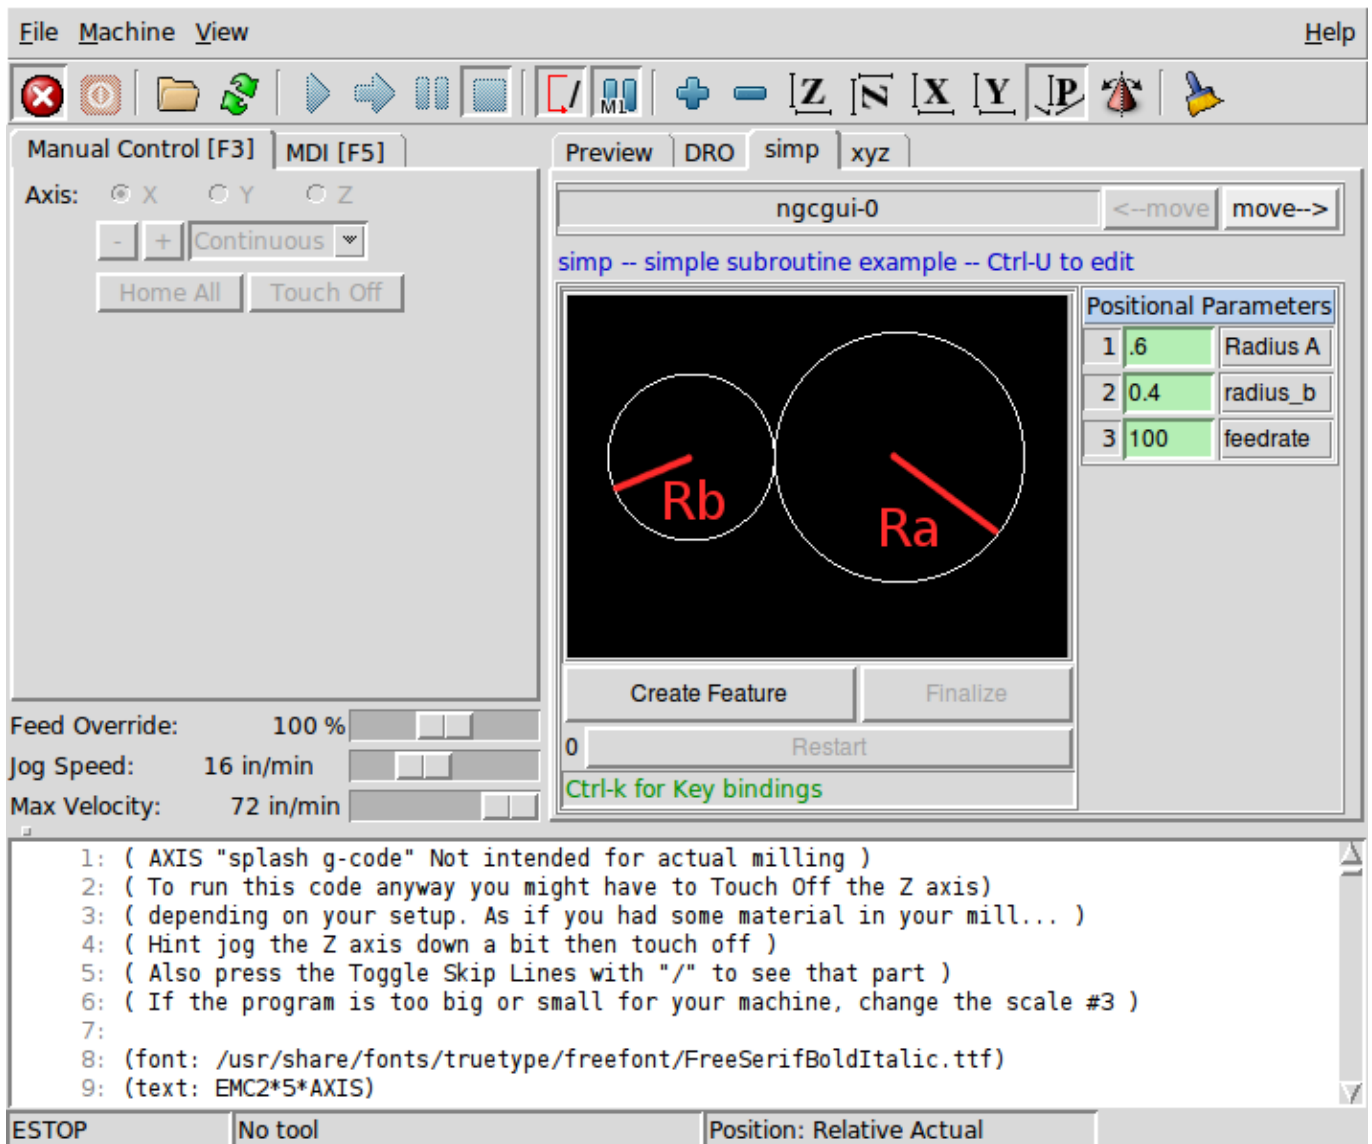 File Machine View Help
M1 Z N X Y P
Manual Control [F3] MDI [F5] Preview DRO simp xyz
Axis: X Y Z
ngcgui-0 <--move move-->
- + Continuous
simp -- simple subroutine example -- Ctrl-U to edit
Home All Touch Off
Positional Parameters
1 .6 Radius A
2 0.4 radius_b
3 100 feedrate
Rb
Ra
Create Feature Finalize
Feed Override: 100 %
0 Restart
Jog Speed: 16 in/min
Ctrl-k for Key bindings
Max Velocity: 72 in/min
1: ( AXIS "splash g-code" Not intended for actual milling )
2: ( To run this code anyway you might have to Touch Off the Z axis)
3: ( depending on your setup. As if you had some material in your mill... )
4: ( Hint jog the Z axis down a bit then touch off )
5: ( Also press the Toggle Skip Lines with "/" to see that part )
6: ( If the program is too big or small for your machine, change the scale #3 )
7:
8: (font: /usr/share/fonts/truetype/freefont/FreeSerifBoldItalic.ttf)
9: (text: EMC2*5*AXIS)
ESTOP No tool Position: Relative Actual